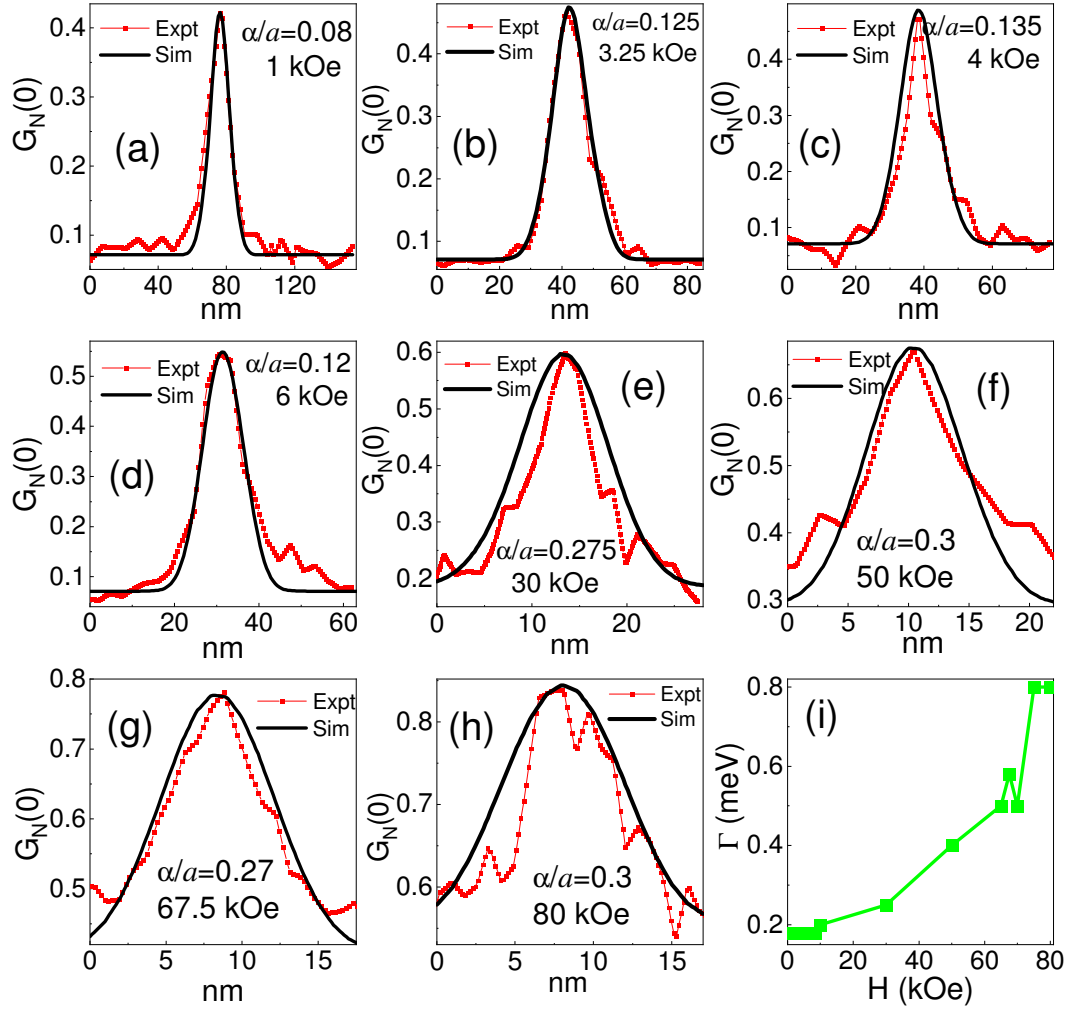 Expt
Sim
α/a=0.08
1 kOe
(a)
G_N(0)
0.4
0.3
0.2
0.1
0 40 80 120
nm
Expt
Sim
α/a=0.125
3.25 kOe
(b)
G_N(0)
0.4
0.3
0.2
0.1
0 20 40 60 80
nm
Expt
Sim
α/a=0.135
4 kOe
(c)
G_N(0)
0.4
0.3
0.2
0.1
0 20 40 60
nm
Expt
Sim
α/a=0.12
6 kOe
(d)
G_N(0)
0.5
0.4
0.3
0.2
0.1
0 20 40 60
nm
Expt
Sim
(e)
α/a=0.275
30 kOe
G_N(0)
0.6
0.5
0.4
0.3
0.2
0 10 20
nm
Expt
Sim
(f)
α/a=0.3
50 kOe
G_N(0)
0.6
0.5
0.4
0.3
0 5 10 15 20
nm
Expt
Sim
(g)
α/a=0.27
67.5 kOe
G_N(0)
0.8
0.7
0.6
0.5
0 5 10 15
nm
Expt
Sim
(h)
α/a=0.3
80 kOe
G_N(0)
0.8
0.7
0.6
0 5 10 15
nm
(i)
Γ (meV)
0.8
0.6
0.4
0.2
0 20 40 60 80
H (kOe)